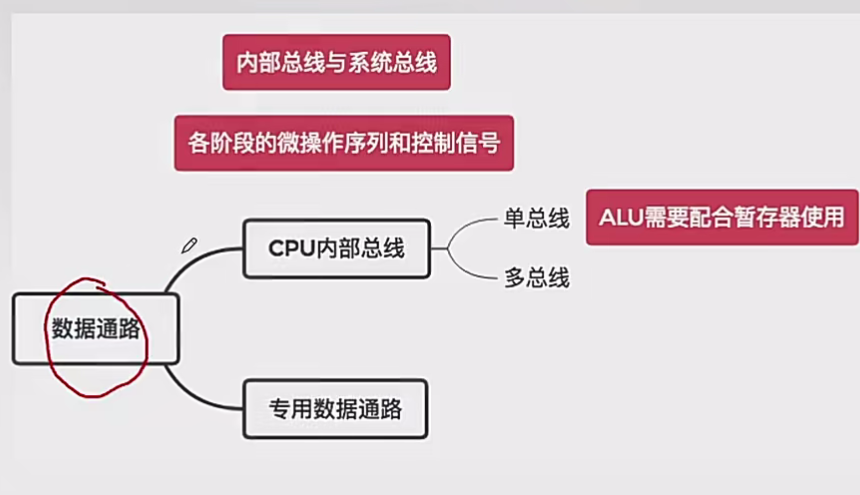 内部总线与系统总线
各阶段的微操作序列和控制信号
单总线
ALU需要配合暂存器使用
CPU内部总线
多总线
数据通路
专用数据通路